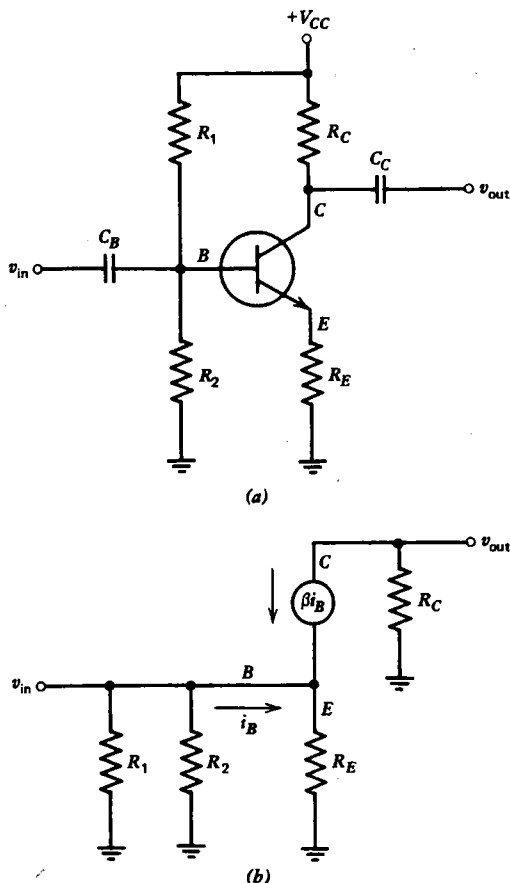 +V_CC
R_1
R_C
C_C
v_out
C
C_B
B
v_in
E
R_2
R_E
(a)
v_out
C
βi_B
R_C
v_in
B
E
i_B
R_1
R_2
R_E
(b)